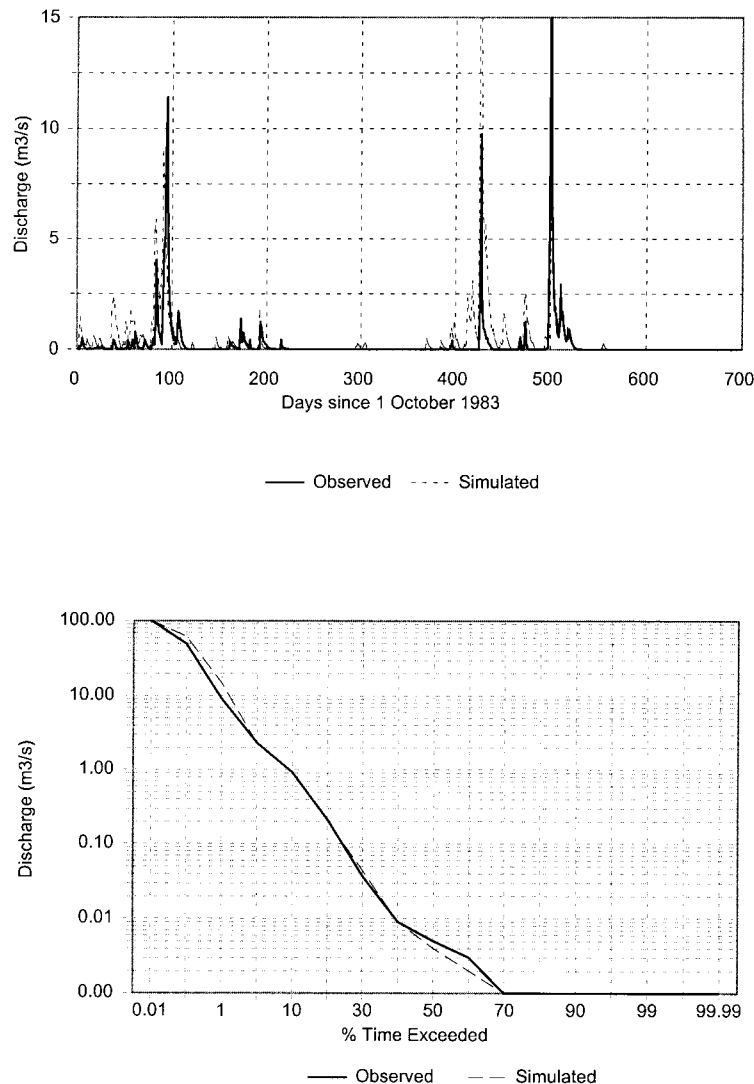 15
10
5
0
Discharge (m3/s)
0 100 200 300 400 500 600 700
Days since 1 October 1983
Observed Simulated
100.00
10.00
1.00
0.10
0.01
0.00
Discharge (m3/s)
0.01 1 10 30 50 70 90 99 99.99
% Time Exceeded
Observed Simulated